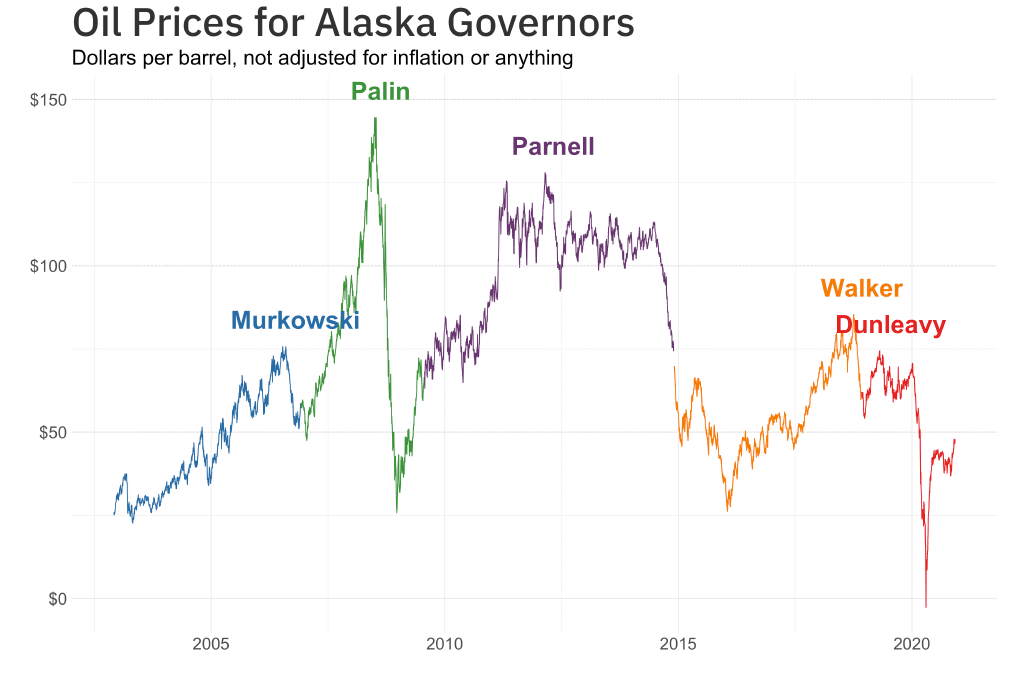 Oil Prices for Alaska Governors
Dollars per barrel, not adjusted for inflation or anything
Palin
$150
Parnell
$100
Walker
Murkowski
Dunleavy
$50
$0
2005
2010
2015
2020